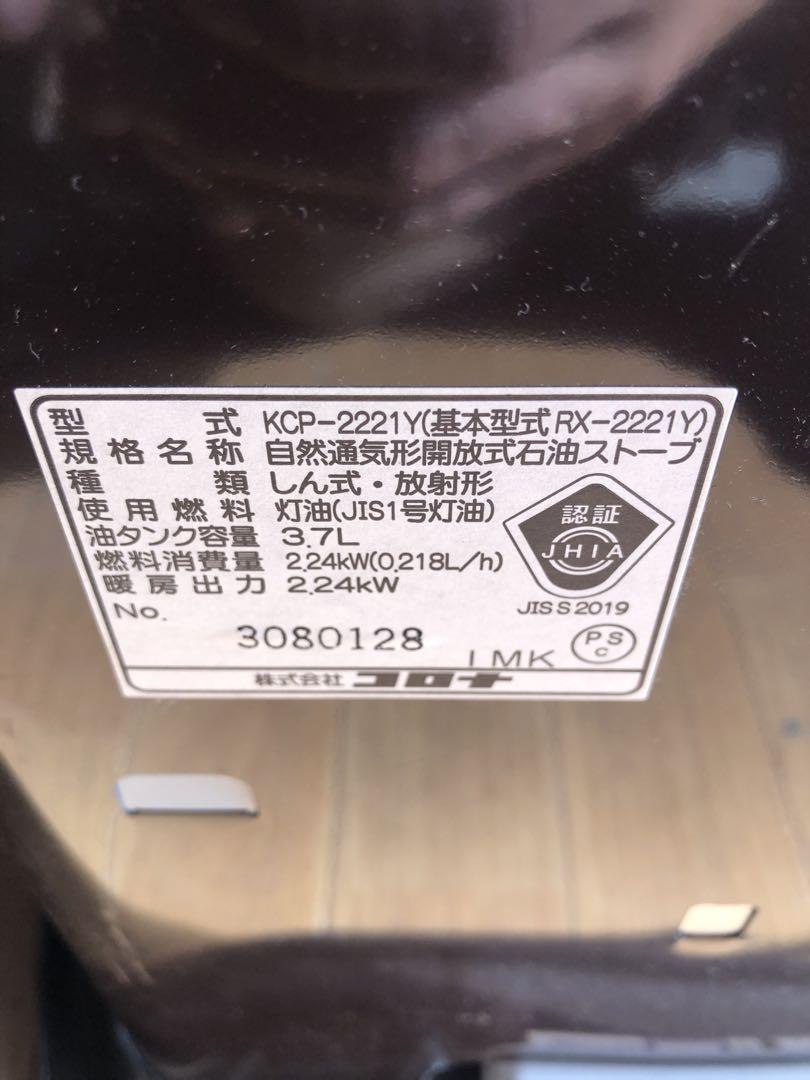 型式 KCP-2221Y(基本型式RX-2221Y)
規格名称 自然通気形開放式石油ストーブ
種類 しん式・放射形
使用燃料 灯油(JIS1号灯油)
油タンク容量 3.7L
燃料消費量 2.24kW(0.218L/h)
暖房出力 2.24kW
認証
JHIA
JIS S 2019
No.
3080128
IMK
PS
C
株式会社 コロナ